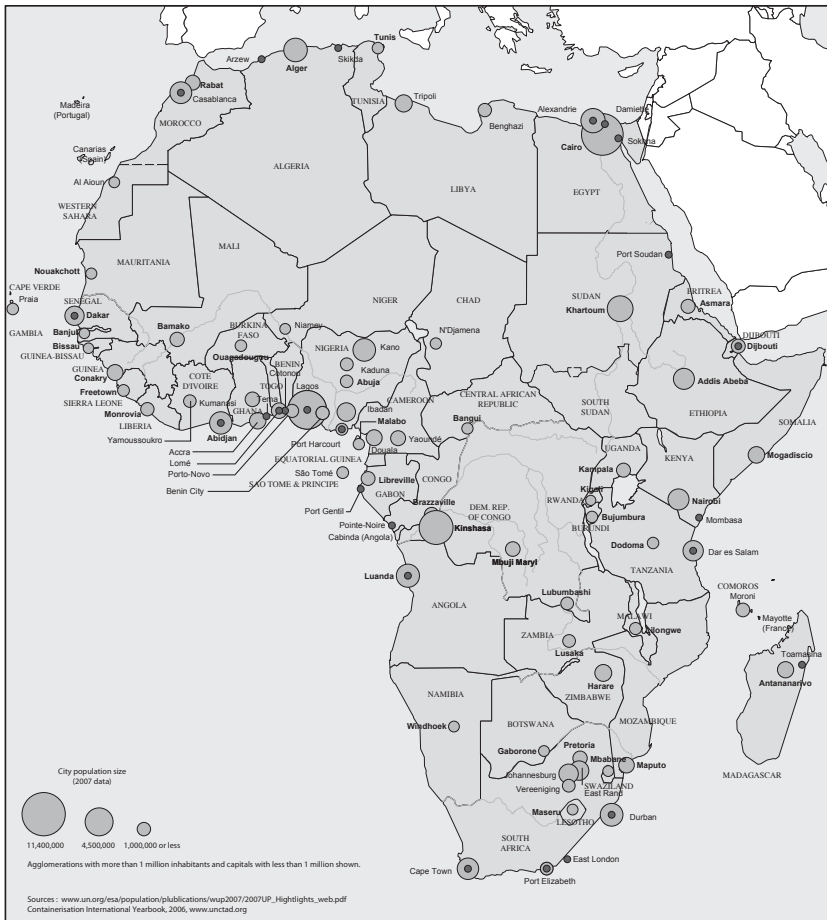 Tunis
Arzew
Skikda
Alger
Rabat
Casablanca
Madeira
(Portugal)
MOROCCO
TUNISIA
Tripoli
Benghazi
Alexandrie
Damiette
Cairo
Sokhna
Canarias
(Spain)
Al Aioun
ALGERIA
LIBYA
EGYPT
WESTERN
SAHARA
Port Soudan
MAURITANIA
MALI
NIGER
CHAD
SUDAN
Khartoum
ERITREA
Asmara
Nouakchott
CAPE VERDE
Praia
SENEGAL
Dakar
GAMBIA
Banjul
Bissau
GUINEA-BISSAU
Bamako
BURKINA
FASO
Niamey
Ouagadougou
NIGERIA
Kano
N'Djamena
DJIBOUTI
Djibouti
GUINEA
Conakry
Freetown
SIERRA LEONE
COTE
D'IVOIRE
BENIN
Cotonou
TOGO
Tema
Kaduna
Abuja
Lagos
Addis Abeba
ETHIOPIA
SOMALIA
Monrovia
LIBERIA
Kumanasi
GHANA
Ibadan
CAMEROON
CENTRAL AFRICAN
REPUBLIC
SOUTH
SUDAN
Yamoussoukro
Abidjan
Malabo
Bangui
Accra
Lomé
Porto-Novo
Benin City
Port Harcourt
Douala
Yaoundé
EQUATORIAL GUINEA
São Tomé
SAO TOME & PRINCIPE
Libreville
GABON
CONGO
UGANDA
Kampala
KENYA
Mogadiscio
Port Gentil
Brazzaville
DEM. REP.
OF CONGO
RWANDA
Kigali
Nairobi
Pointe-Noire
Cabinda (Angola)
Kinshasa
Bujumbura
BURUNDI
Mombasa
Mbuji Maryl
Dodoma
Dar es Salam
TANZANIA
Luanda
Lubumbashi
COMOROS
Moroni
ANGOLA
MALAWI
Lilongwe
Mayotte
(France)
ZAMBIA
Lusaka
Toamasina
Harare
ZIMBABWE
Antananarivo
NAMIBIA
Windhoek
BOTSWANA
MOZAMBIQUE
Gaborone
Pretoria
Mbabane
Maputo
MADAGASCAR
Johannesburg
SWAZILAND
Vereeniging
East Rand
Maseru
LESOTHO
Durban
SOUTH
AFRICA
East London
Cape Town
Port Elizabeth
City population size
(2007 data)
11,400,000
4,500,000
1,000,000 or less
Agglomerations with more than 1 million inhabitants and capitals with less than 1 million shown.
Sources : www.un.org/esa/population/plublications/wup2007/2007UP_Hightlights_web.pdf
Containerisation International Yearbook, 2006, www.unctad.org